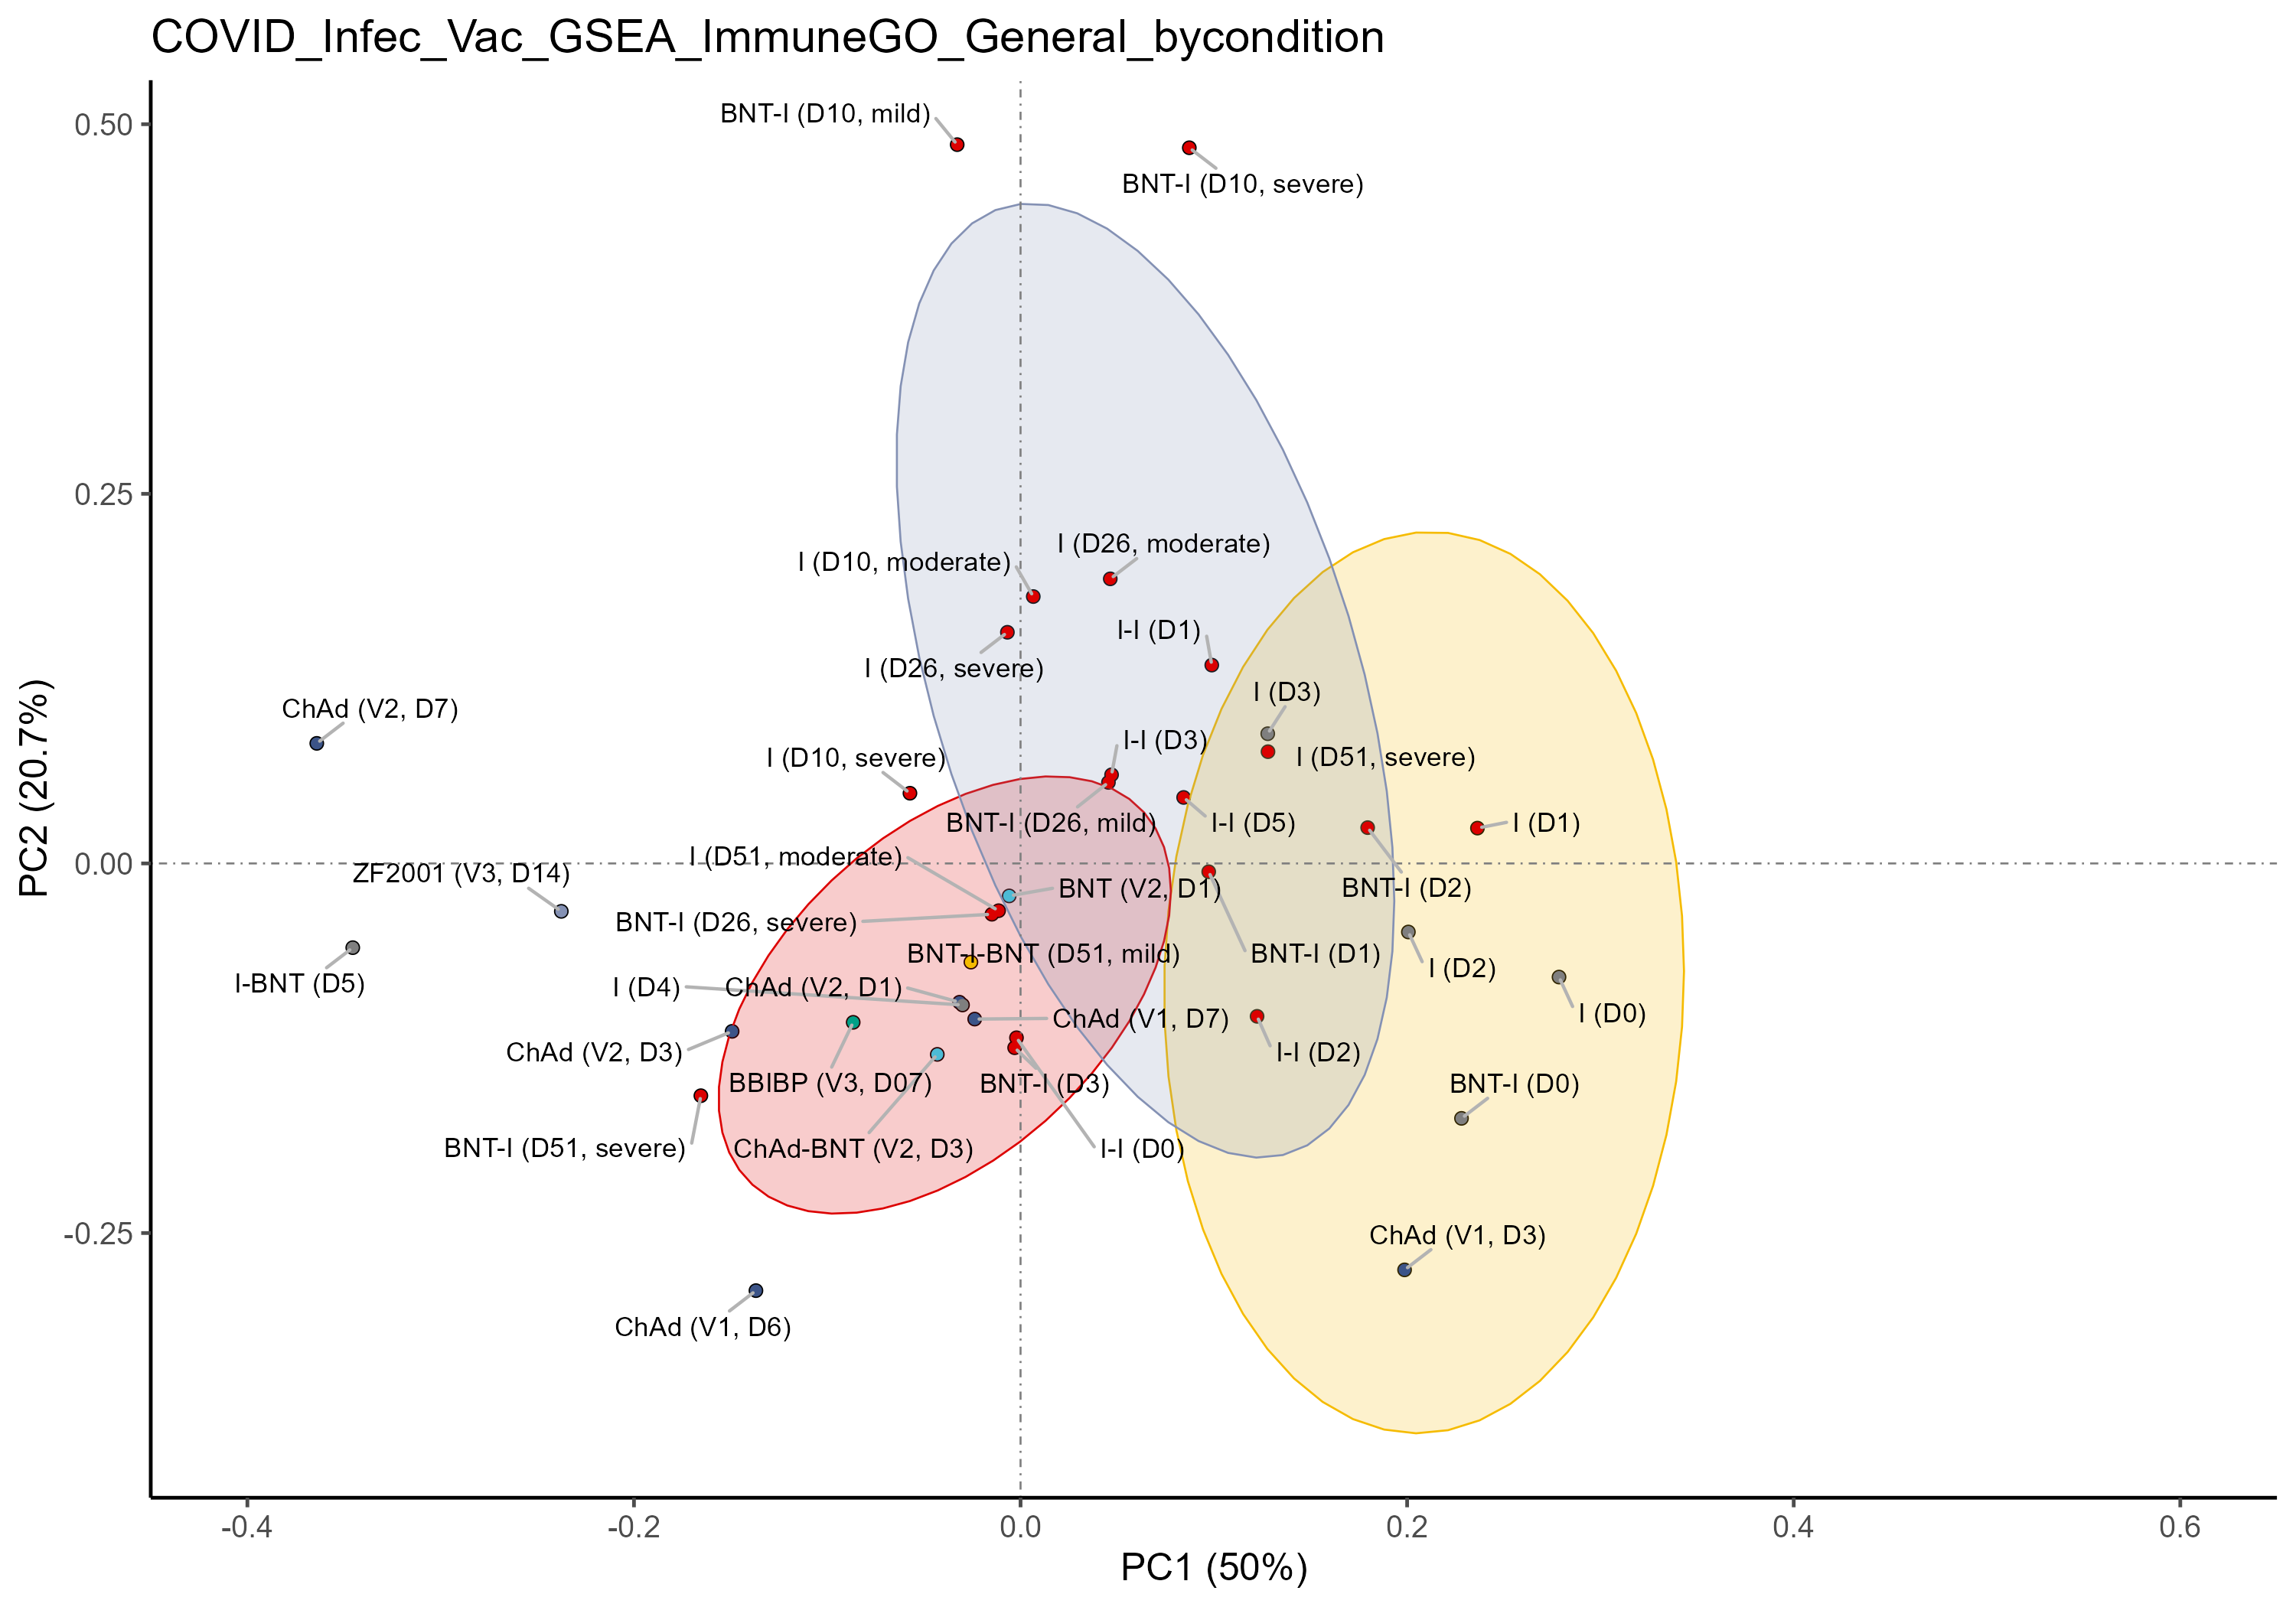 COVID_Infec_Vac_GSEA_ImmuneGO_General_bycondition
BNT-I (D10, mild)
BNT-I (D10, severe)
I (D26, moderate)
I (D10, moderate)
I-I (D1)
I (D26, severe)
I (D3)
ChAd (V2, D7)
I-I (D3)
I (D10, severe)
I (D51, severe)
BNT-I (D26, mild)
I-I (D5)
I (D1)
I (D51, moderate)
ZF2001 (V3, D14)
BNT (V2, D1)
BNT-I (D2)
BNT-I (D26, severe)
BNT-I-BNT (D51, mild)
BNT-I (D1)
I (D2)
I-BNT (D5)
I (D4)
ChAd (V2, D1)
ChAd (V1, D7)
I (D0)
ChAd (V2, D3)
I-I (D2)
BBIBP (V3, D07)
BNT-I (D3)
BNT-I (D0)
BNT-I (D51, severe)
ChAd-BNT (V2, D3)
I-I (D0)
ChAd (V1, D3)
ChAd (V1, D6)
0.50
0.25
0.00
-0.25
PC2 (20.7%)
-0.4
-0.2
0.0
0.2
0.4
0.6
PC1 (50%)